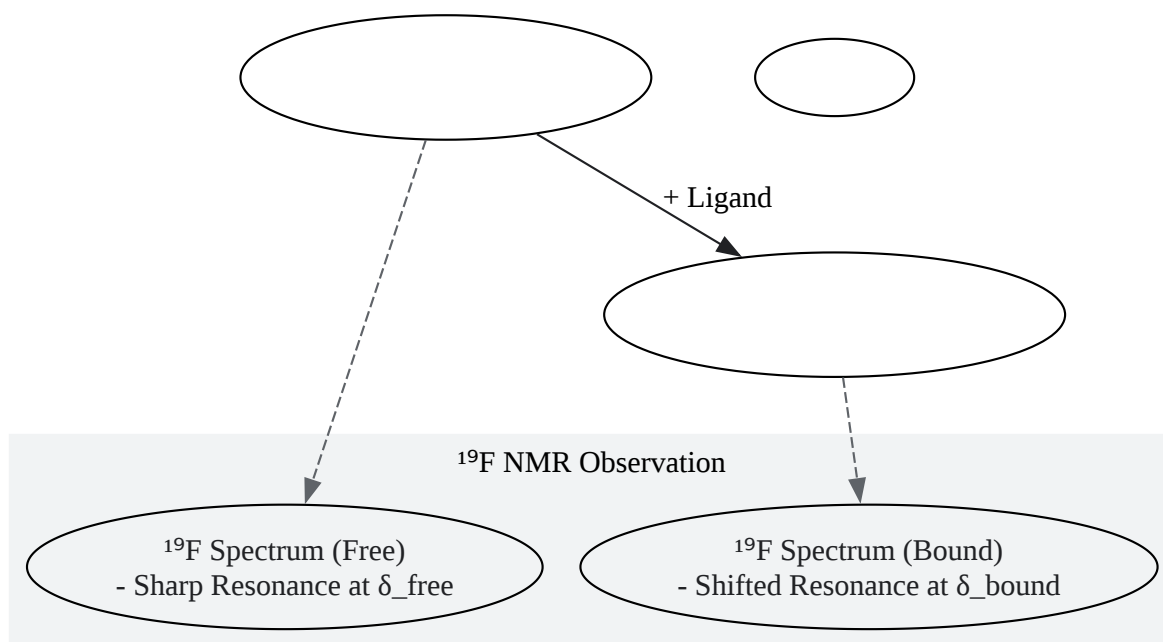 + Ligand
¹⁹F NMR Observation
¹⁹F Spectrum (Free)
- Sharp Resonance at δ_free
¹⁹F Spectrum (Bound)
- Shifted Resonance at δ_bound